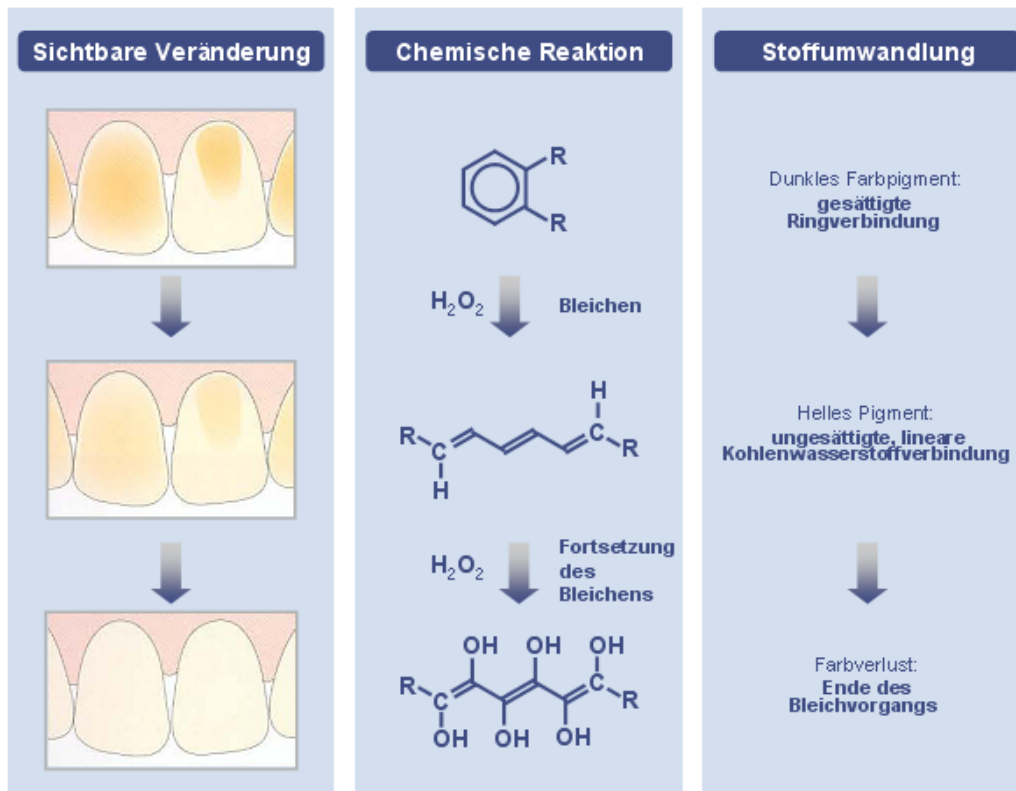 Sichtbare Veränderung
Chemische Reaktion
R
R
H₂O₂
Bleichen
H
R
C
C
R
H
H₂O₂
Fortsetzung
des
Bleichens
OH OH OH
R
C
C
R
OH OH OH
Stoffumwandlung
Dunkles Farbpigment:
gesättigte
Ringverbindung
Helles Pigment:
ungesättigte, lineare
Kohlenwasserstoffverbindung
Farbverlust:
Ende des
Bleichvorgangs